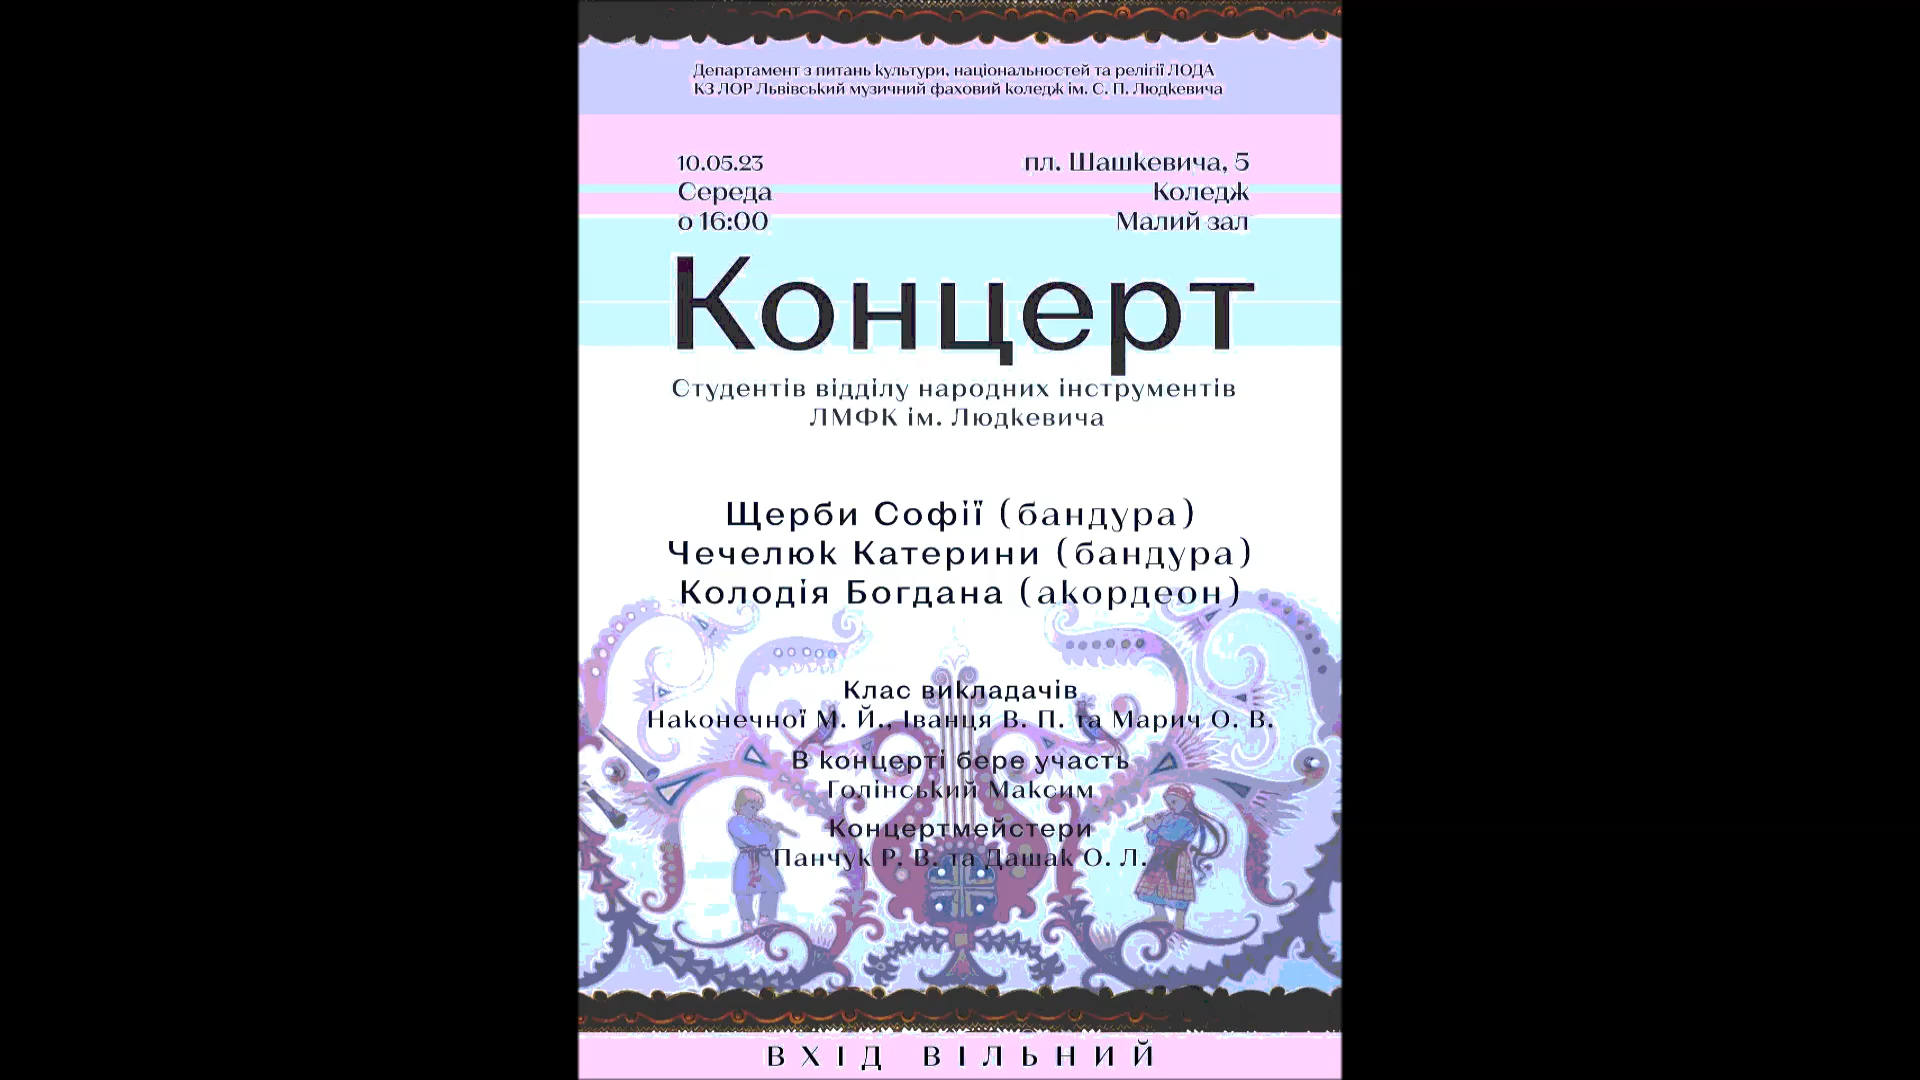 Департамент з питань культури, національностей та релігії ЛОДА
КЗ ЛОР Львівський музичний фаховий коледж ім. С. П. Людкевича
10.05.23
Середа
о 16:00
пл. Шашкевича, 5
Коледж
Малий зал
Концерт
Студентів відділу народних інструментів
ЛМФК ім. Людкевича
Щерби Софії (бандура)
Чечелюк Катерини (бандура)
Колодія Богдана (акордеон)
Клас викладачів
Наконечної М. Й., Іванця В. П. та Марич О. В.
В концерті бере участь
Голінський Максим
Концертмейстери
Панчук Р. В. та Дашак О. Л.
ВХІД ВІЛЬНИЙ